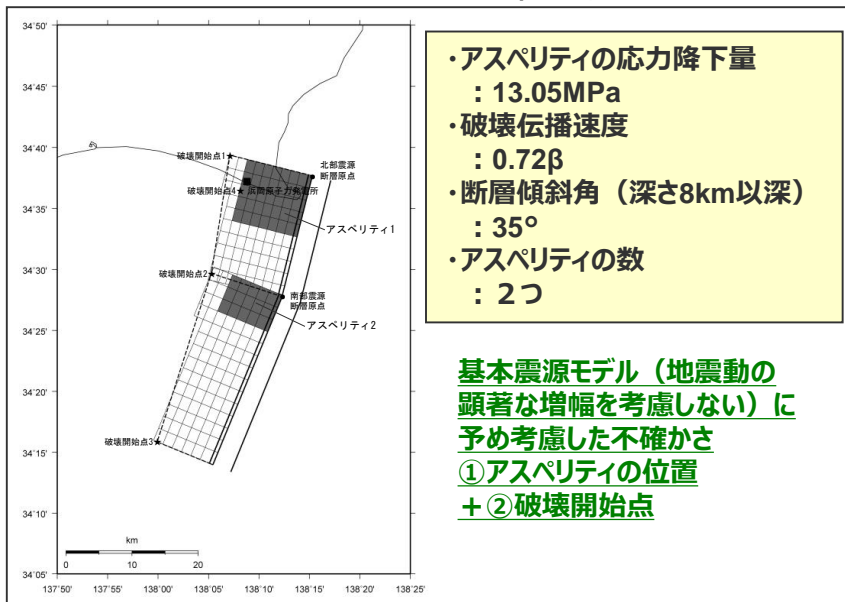 34°50'
34°45'
34°40'
34°35'
34°30'
34°25'
34°20'
34°15'
34°10'
34°05'
137°50'
137°55'
138°00'
138°05'
138°10'
138°15'
138°20'
138°25'
破壊開始点1★
北部震源
断層原点
破壊開始点4★ 浜岡原子力発電所
アスペリティ1
破壊開始点2★
南部震源
断層原点
アスペリティ2
破壊開始点3★
km
0 10 20
・アスペリティの応力降下量
：13.05MPa
・破壊伝播速度
：0.72β
・断層傾斜角（深さ8km以深）
：35°
・アスペリティの数
：２つ
基本震源モデル（地震動の
顕著な増幅を考慮しない）に
予め考慮した不確かさ
①アスペリティの位置
＋②破壊開始点